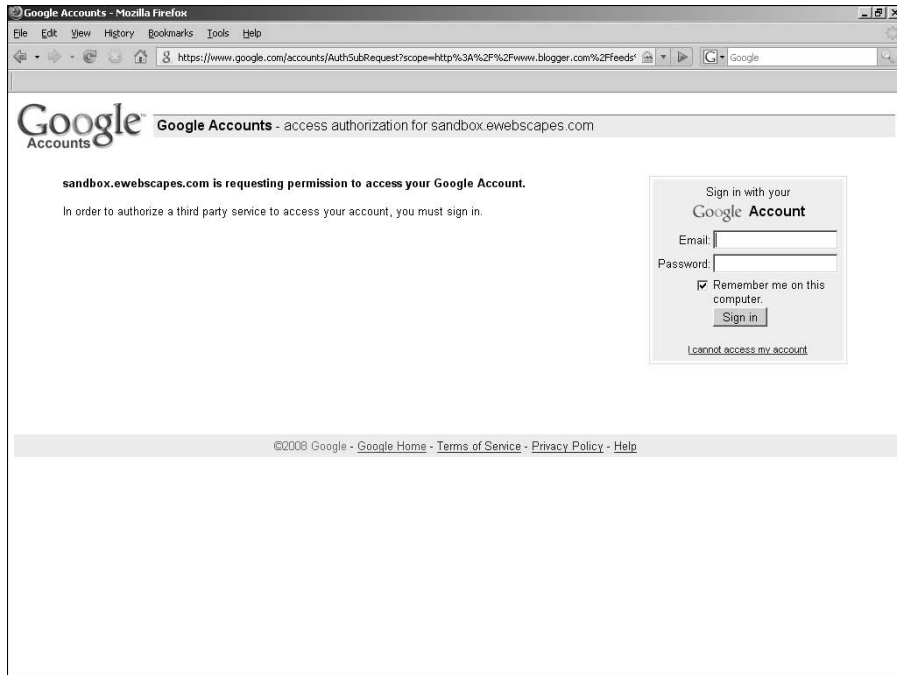 Google Accounts - Mozilla Firefox
File Edit View History Bookmarks Tools Help
https://www.google.com/accounts/AuthSubRequest?scope=http%3A%2F%2Fwww.blogger.com%2Ffeeds
G Google
Google
Accounts
Google Accounts - access authorization for sandbox.ewebscapes.com
sandbox.ewebscapes.com is requesting permission to access your Google Account.
In order to authorize a third party service to access your account, you must sign in.
Sign in with your
Google Account
Email:
Password:
Remember me on this
computer.
Sign in
I cannot access my account
©2008 Google - Google Home - Terms of Service - Privacy Policy - Help